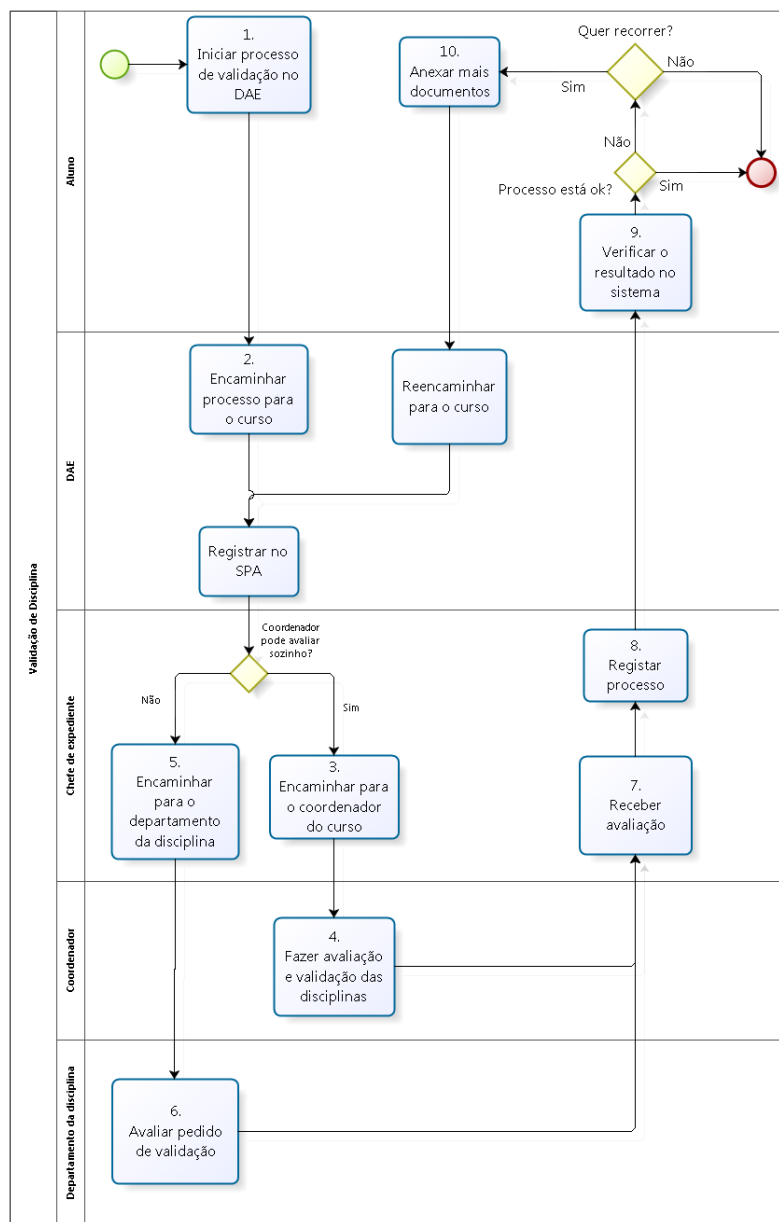 Validação de Disciplina
Aluno
1.
Iniciar processo
de validação no
DAE
10.
Anexar mais
documentos
Quer recorrer?
Sim
Não
Não
Processo está ok?
Sim
9.
Verificar o
resultado no
sistema
DAE
2.
Encaminhar
processo para
o curso
Reencaminhar
para o curso
Registrar no
SPA
Chefe de expediente
Coordenador
pode avaliar
sozinho?
Não
Sim
5.
Encaminhar
para o
departamento
da disciplina
3.
Encaminhar para
o coordenador
do curso
8.
Registar
processo
7.
Receber
avaliação
Coordenador
4.
Fazer avaliação
e validação das
disciplinas
Departamento da disciplina
6.
Avaliar pedido
de validação